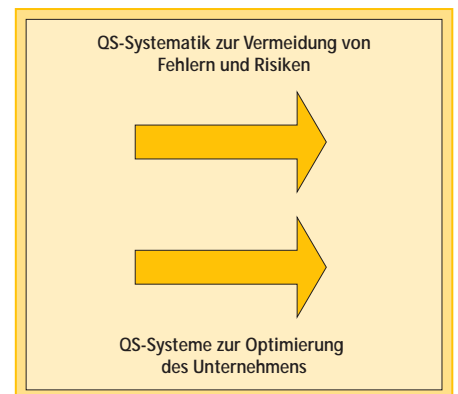 QS-Systematik zur Vermeidung von
Fehlern und Risiken
QS-Systeme zur Optimierung
des Unternehmens